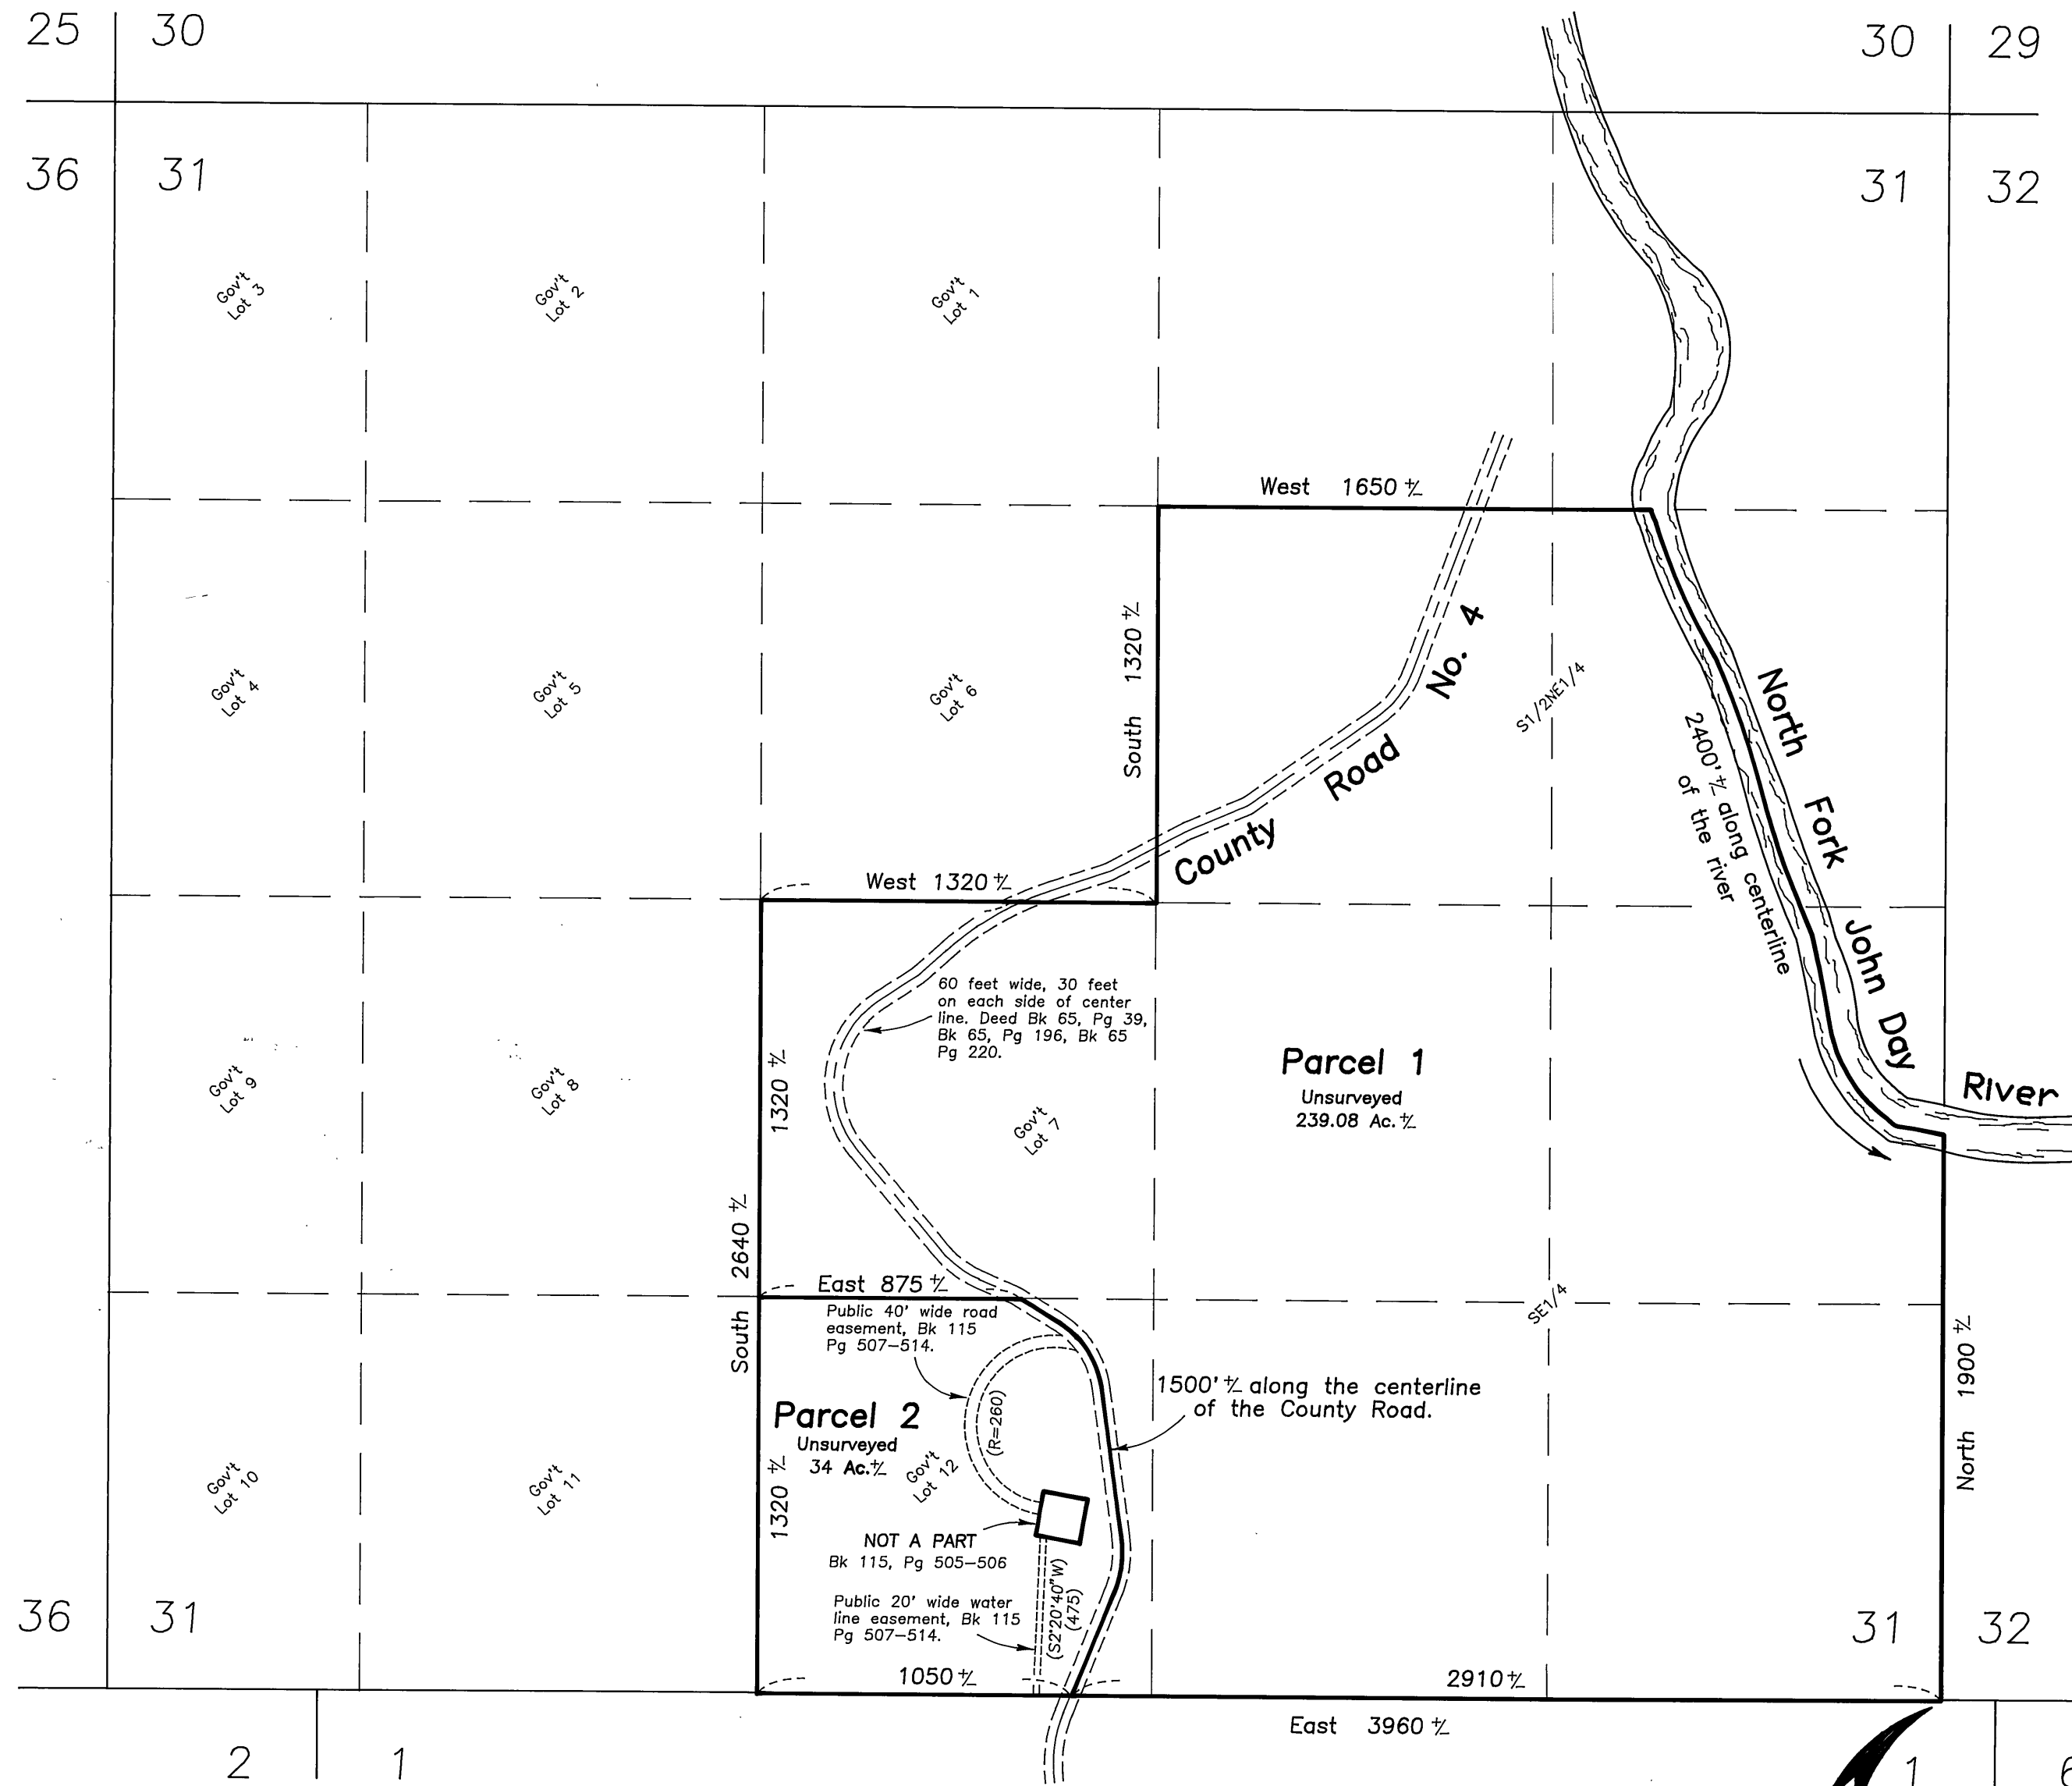 25 30
30 29
36 31
31 32
Gov't
Lot 3
Gov't
Lot 2
Gov't
Lot 1
West 1650 +/-
South 1320 +/-
Gov't
Lot 4
Gov't
Lot 5
Gov't
Lot 6
County Road No. 4
S1/2NE1/4
North Fork John Day River
2400' +/- along centerline
of the river
West 1320 +/-
60 feet wide, 30 feet
on each side of center
line. Deed Bk 65, Pg 39,
Bk 65, Pg 196, Bk 65
Pg 220.
1320 +/-
Gov't
Lot 9
Gov't
Lot 8
Gov't
Lot 7
Parcel 1
Unsurveyed
239.08 Ac. +/-
South 2640 +/-
East 875 +/-
Public 40' wide road
easement, Bk 115
Pg 507-514.
SE1/4
North 1900 +/-
1500' +/- along the centerline
of the County Road.
(R=260)
Parcel 2
Unsurveyed
34 Ac. +/-
Gov't
Lot 10
Gov't
Lot 11
Gov't
Lot 12
1320 +/-
NOT A PART
Bk 115, Pg 505-506
Public 20' wide water
line easement, Bk 115
Pg 507-514.
(S2°20'40"W)
(475)
36 31
31 32
1050 +/-
2910 +/-
East 3960 +/-
2 1
1 6